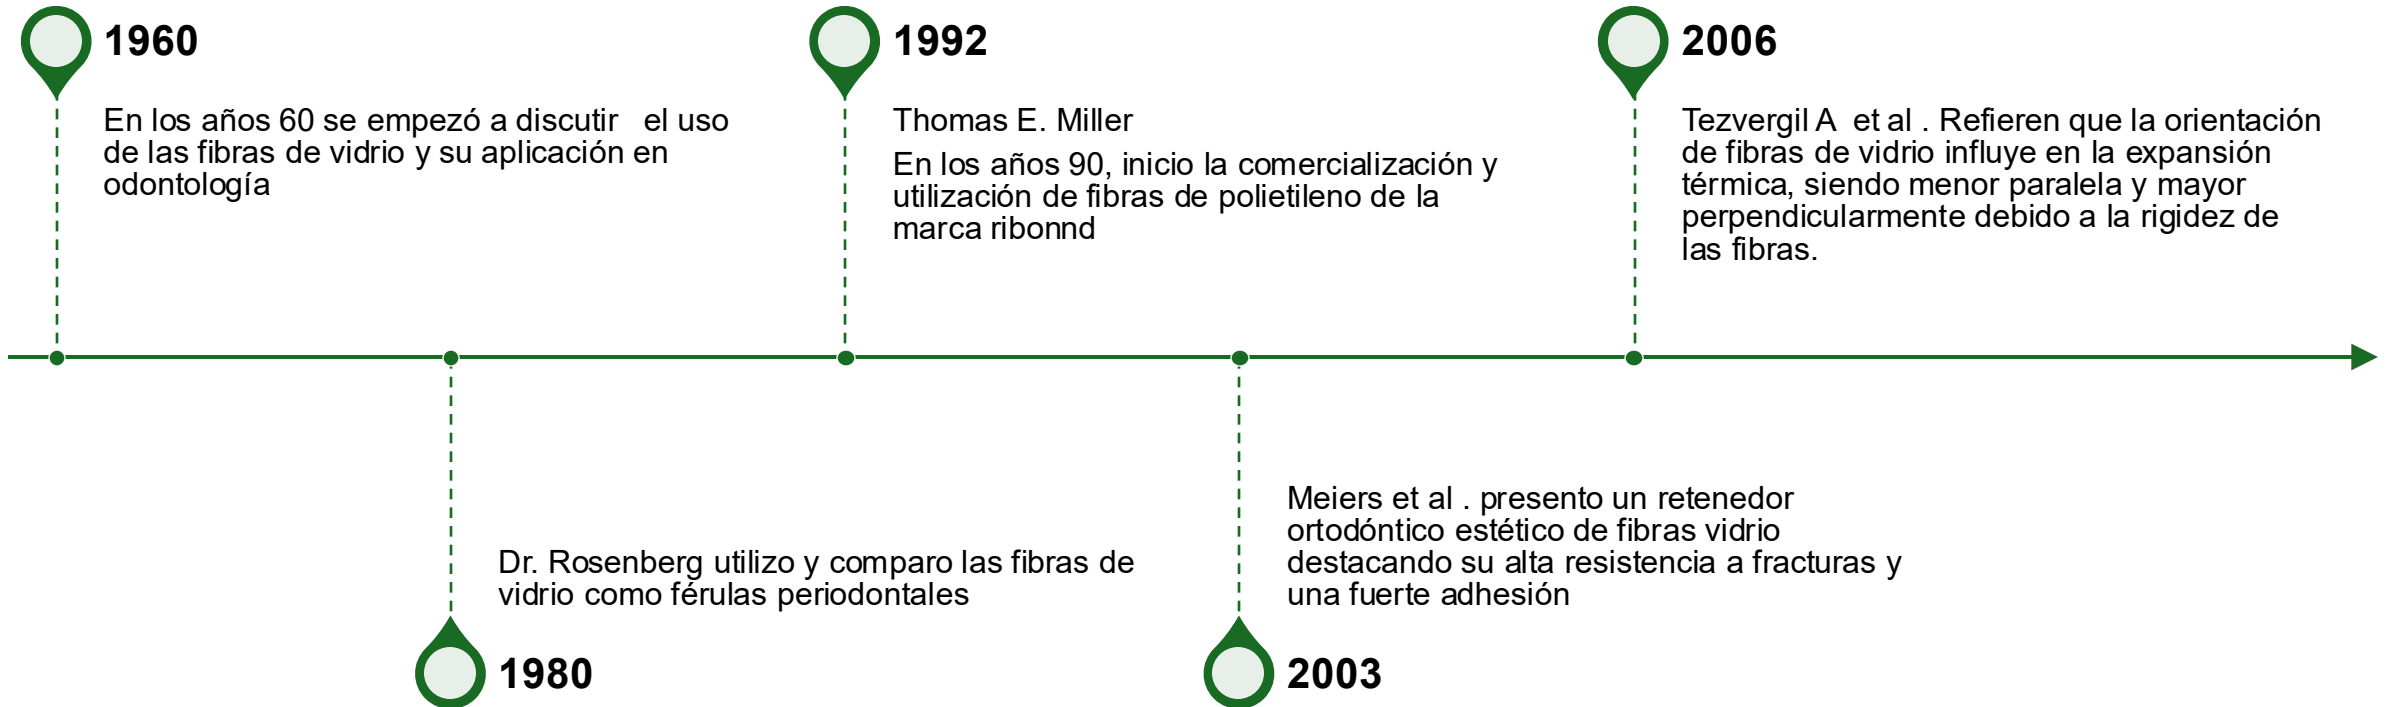 1960
En los años 60 se empezó a discutir   el uso
de las fibras de vidrio y su aplicación en
odontología
1992
Thomas E. Miller
En los años 90, inicio la comercialización y
utilización de fibras de polietileno de la
marca ribonnd
2006
Tezvergil A  et al . Refieren que la orientación
de fibras de vidrio influye en la expansión
térmica, siendo menor paralela y mayor
perpendicularmente debido a la rigidez de
las fibras.
Dr. Rosenberg utilizo y comparo las fibras de
vidrio como férulas periodontales
1980
Meiers et al . presento un retenedor
ortodóntico estético de fibras vidrio
destacando su alta resistencia a fracturas y
una fuerte adhesión
2003